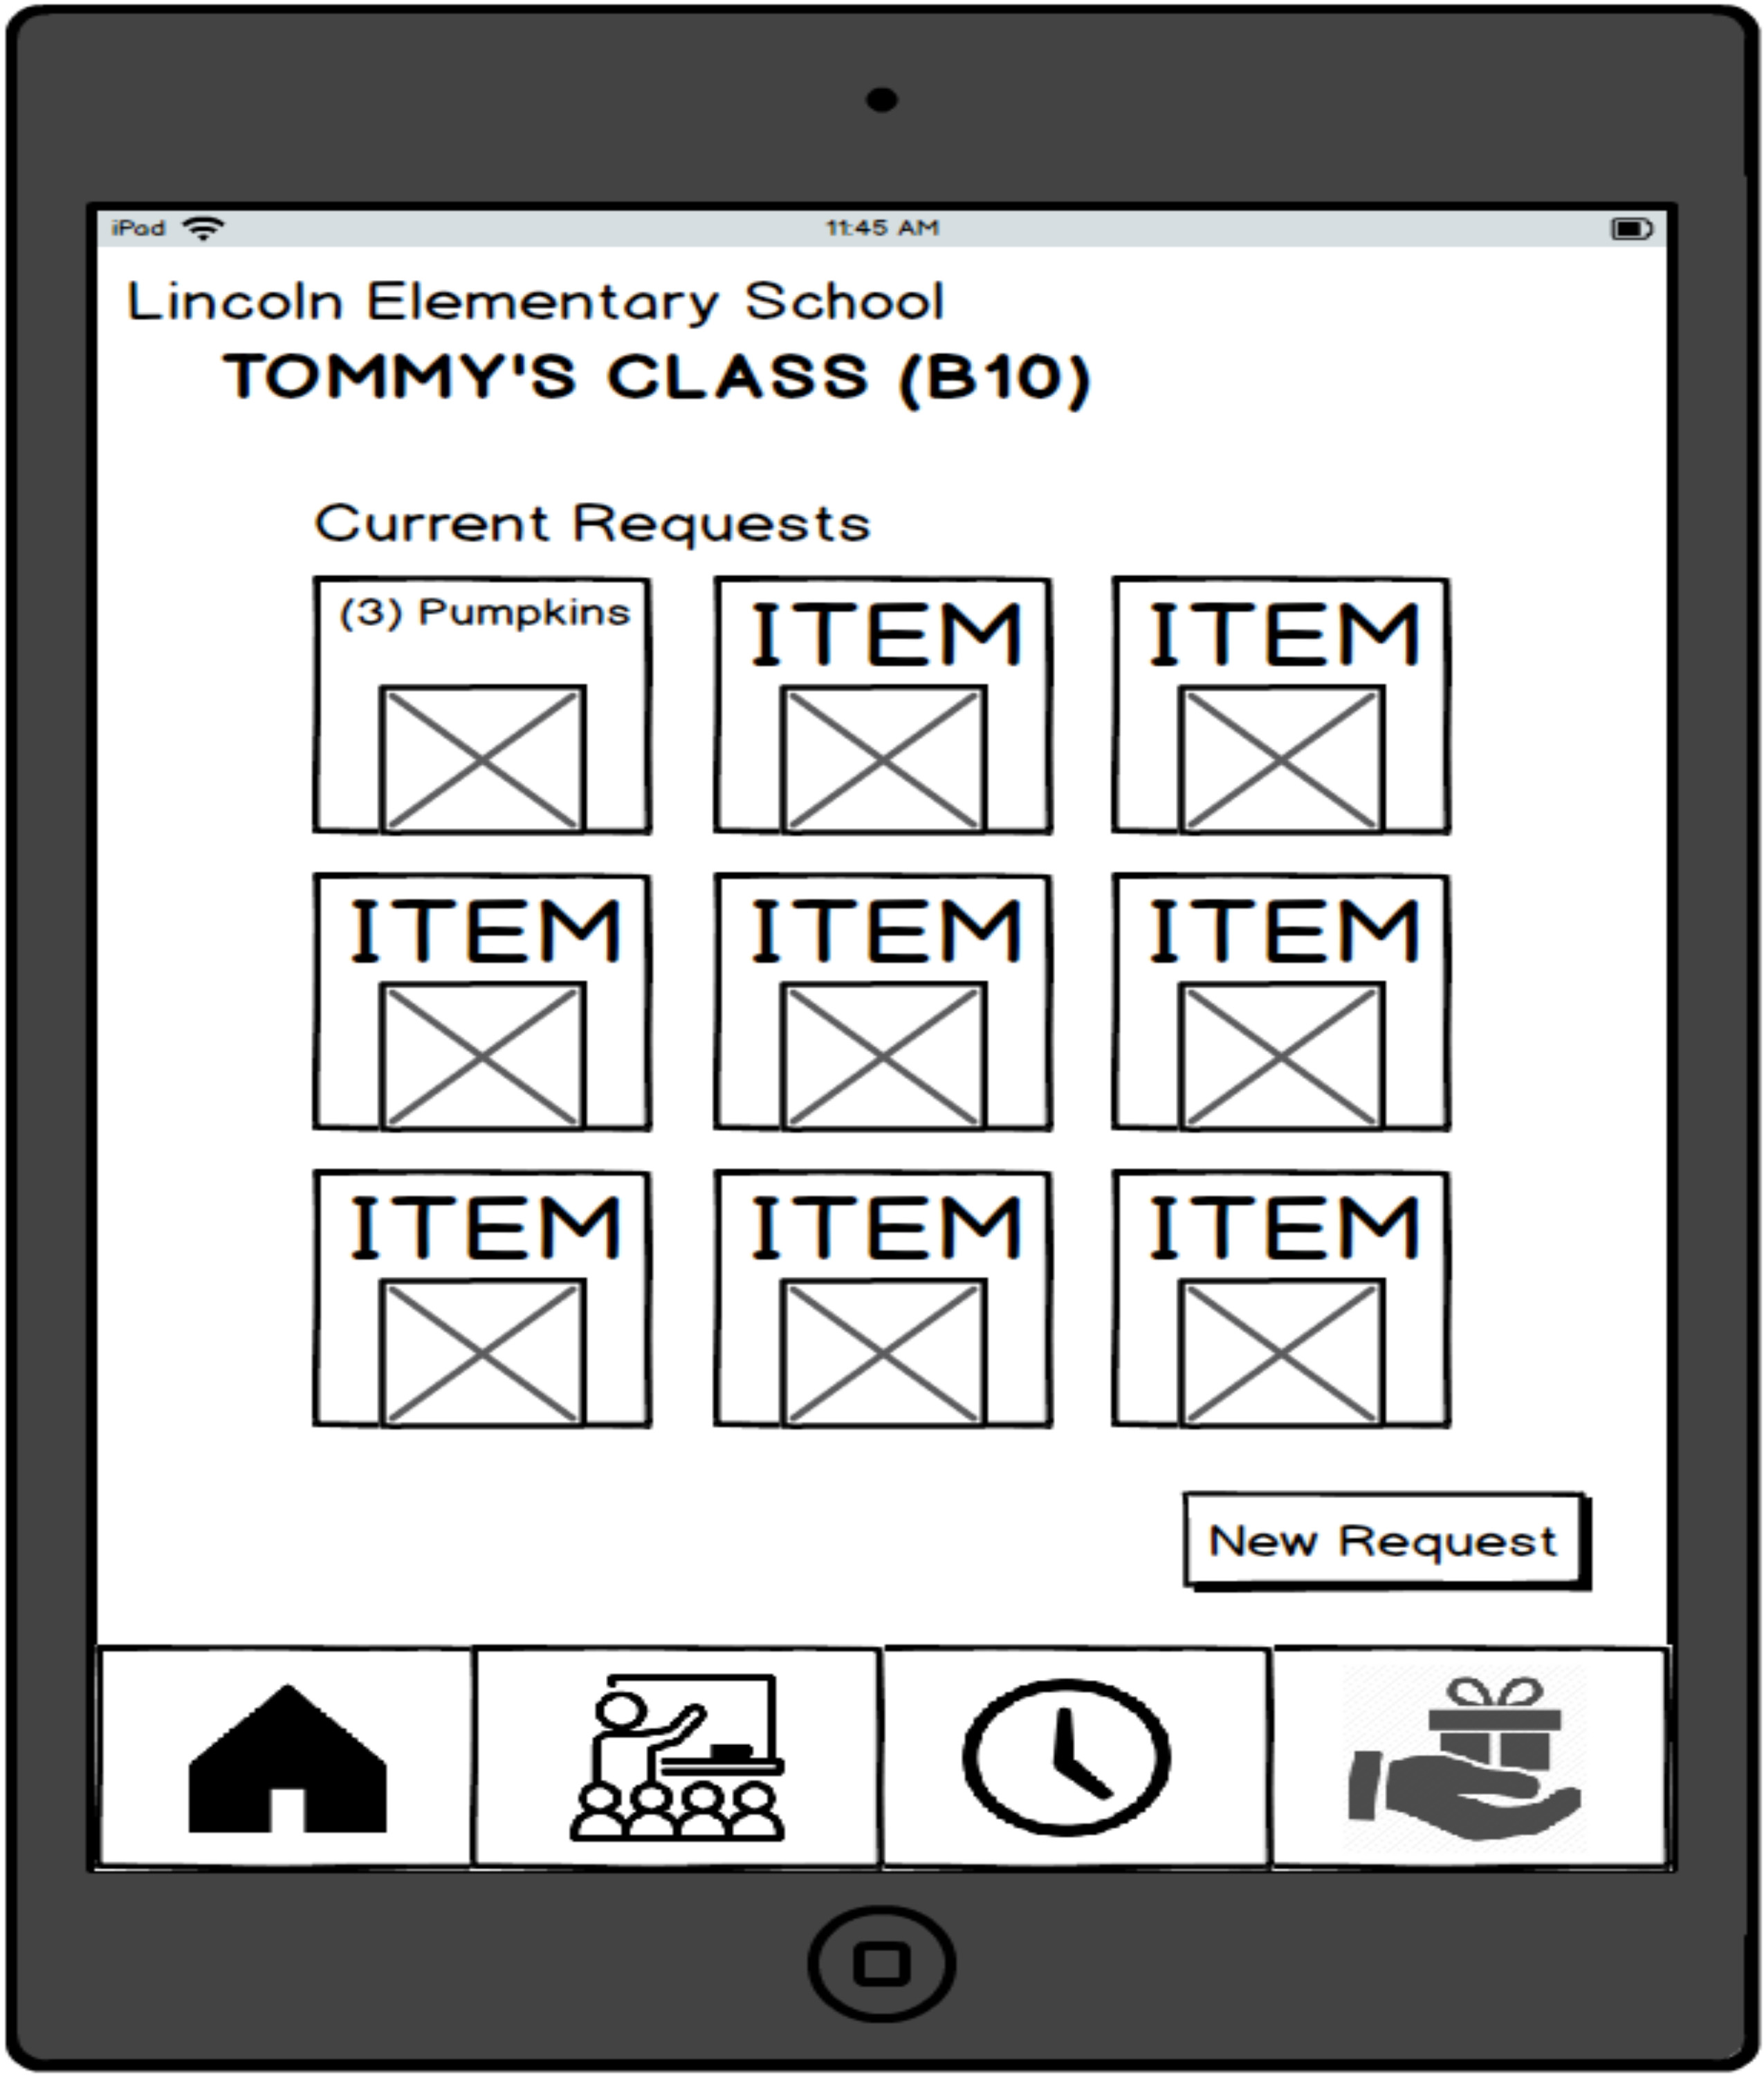 iPad 11:45 AM
Lincoln Elementary School
TOMMY'S CLASS (B10)
Current Requests
(3) Pumpkins ITEM ITEM
ITEM ITEM ITEM
ITEM ITEM ITEM
New Request